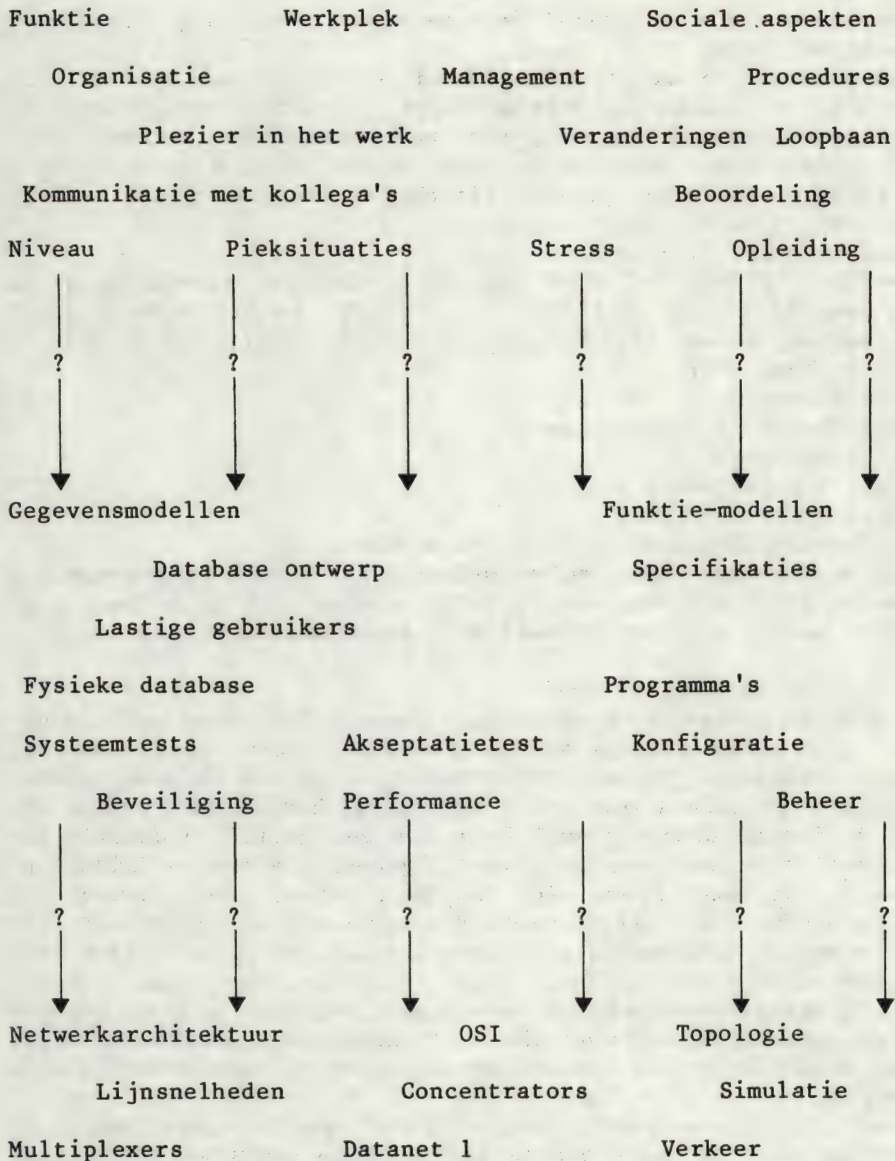 Funktie Werkplek Sociale aspekten
Organisatie Management Procedures
Plezier in het werk Veranderingen Loopbaan
Kommunikatie met kollega's Beoordeling
Niveau Pieksituaties Stress Opleiding
? ? ? ? ? ?
Gegevensmodellen Funktie-modellen
Database ontwerp Specifikaties
Lastige gebruikers
Fysieke database Programma's
Systeemtests Akseptatietest Konfiguratie
Beveiliging Performance Beheer
? ? ? ? ? ?
Netwerkarchitektuur OSI Topologie
Lijnsnelheden Concentrators Simulatie
Multiplexers Datanet 1 Verkeer